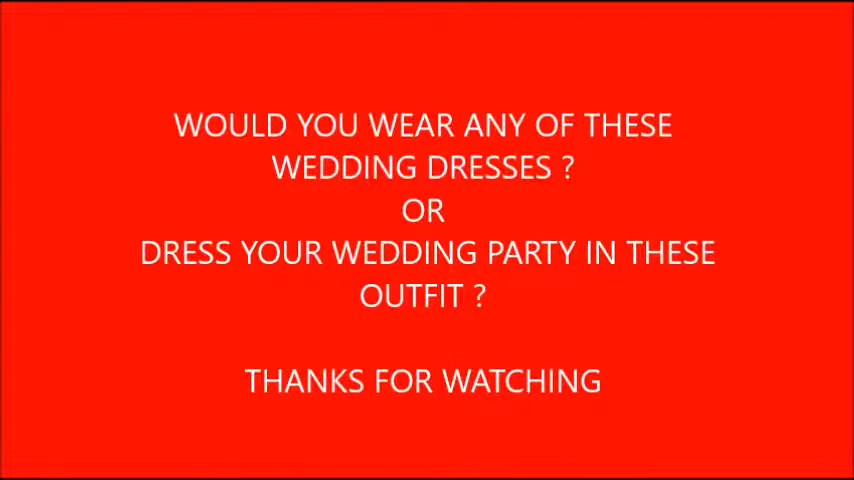 WOULD YOU WEAR ANY OF THESE
WEDDING DRESSES ?
OR
DRESS YOUR WEDDING PARTY IN THESE
OUTFIT ?
THANKS FOR WATCHING